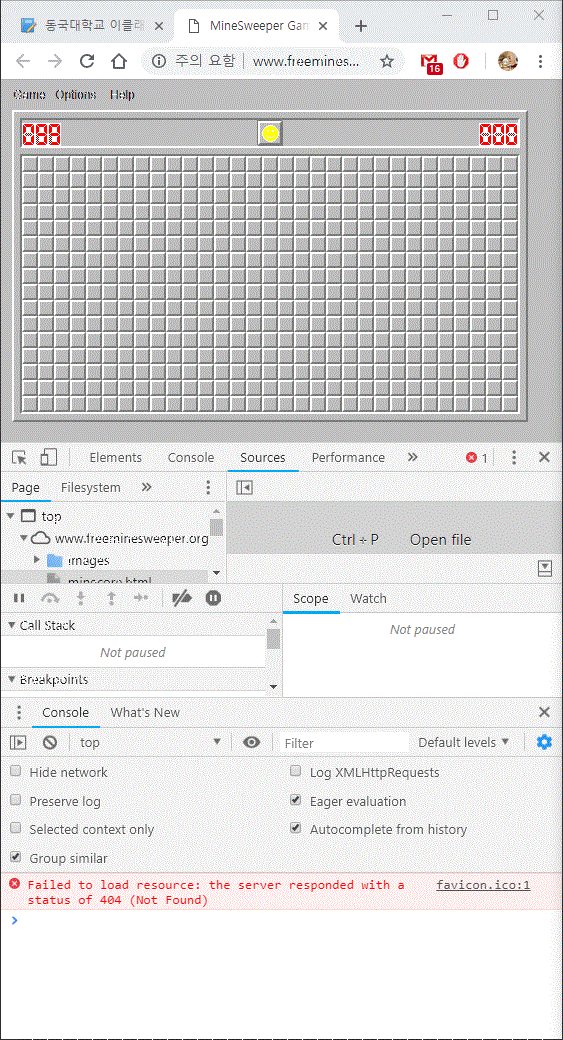 동국대학교 이클래
MineSweeper Gam
주의 요함
www.freemines...
16
Game Options Help
000
Elements Console Sources Performance
1
Page Filesystem
top
www.freeminesweeper.org
images
Ctrl + P Open file
Scope Watch
Call Stack
Not paused
Not paused
Breakpoints
Console What's New
top
Filter
Default levels
Hide network
Log XMLHttpRequests
Preserve log
Eager evaluation
Selected context only
Autocomplete from history
Group similar
Failed to load resource: the server responded with a favicon.ico:1
status of 404 (Not Found)